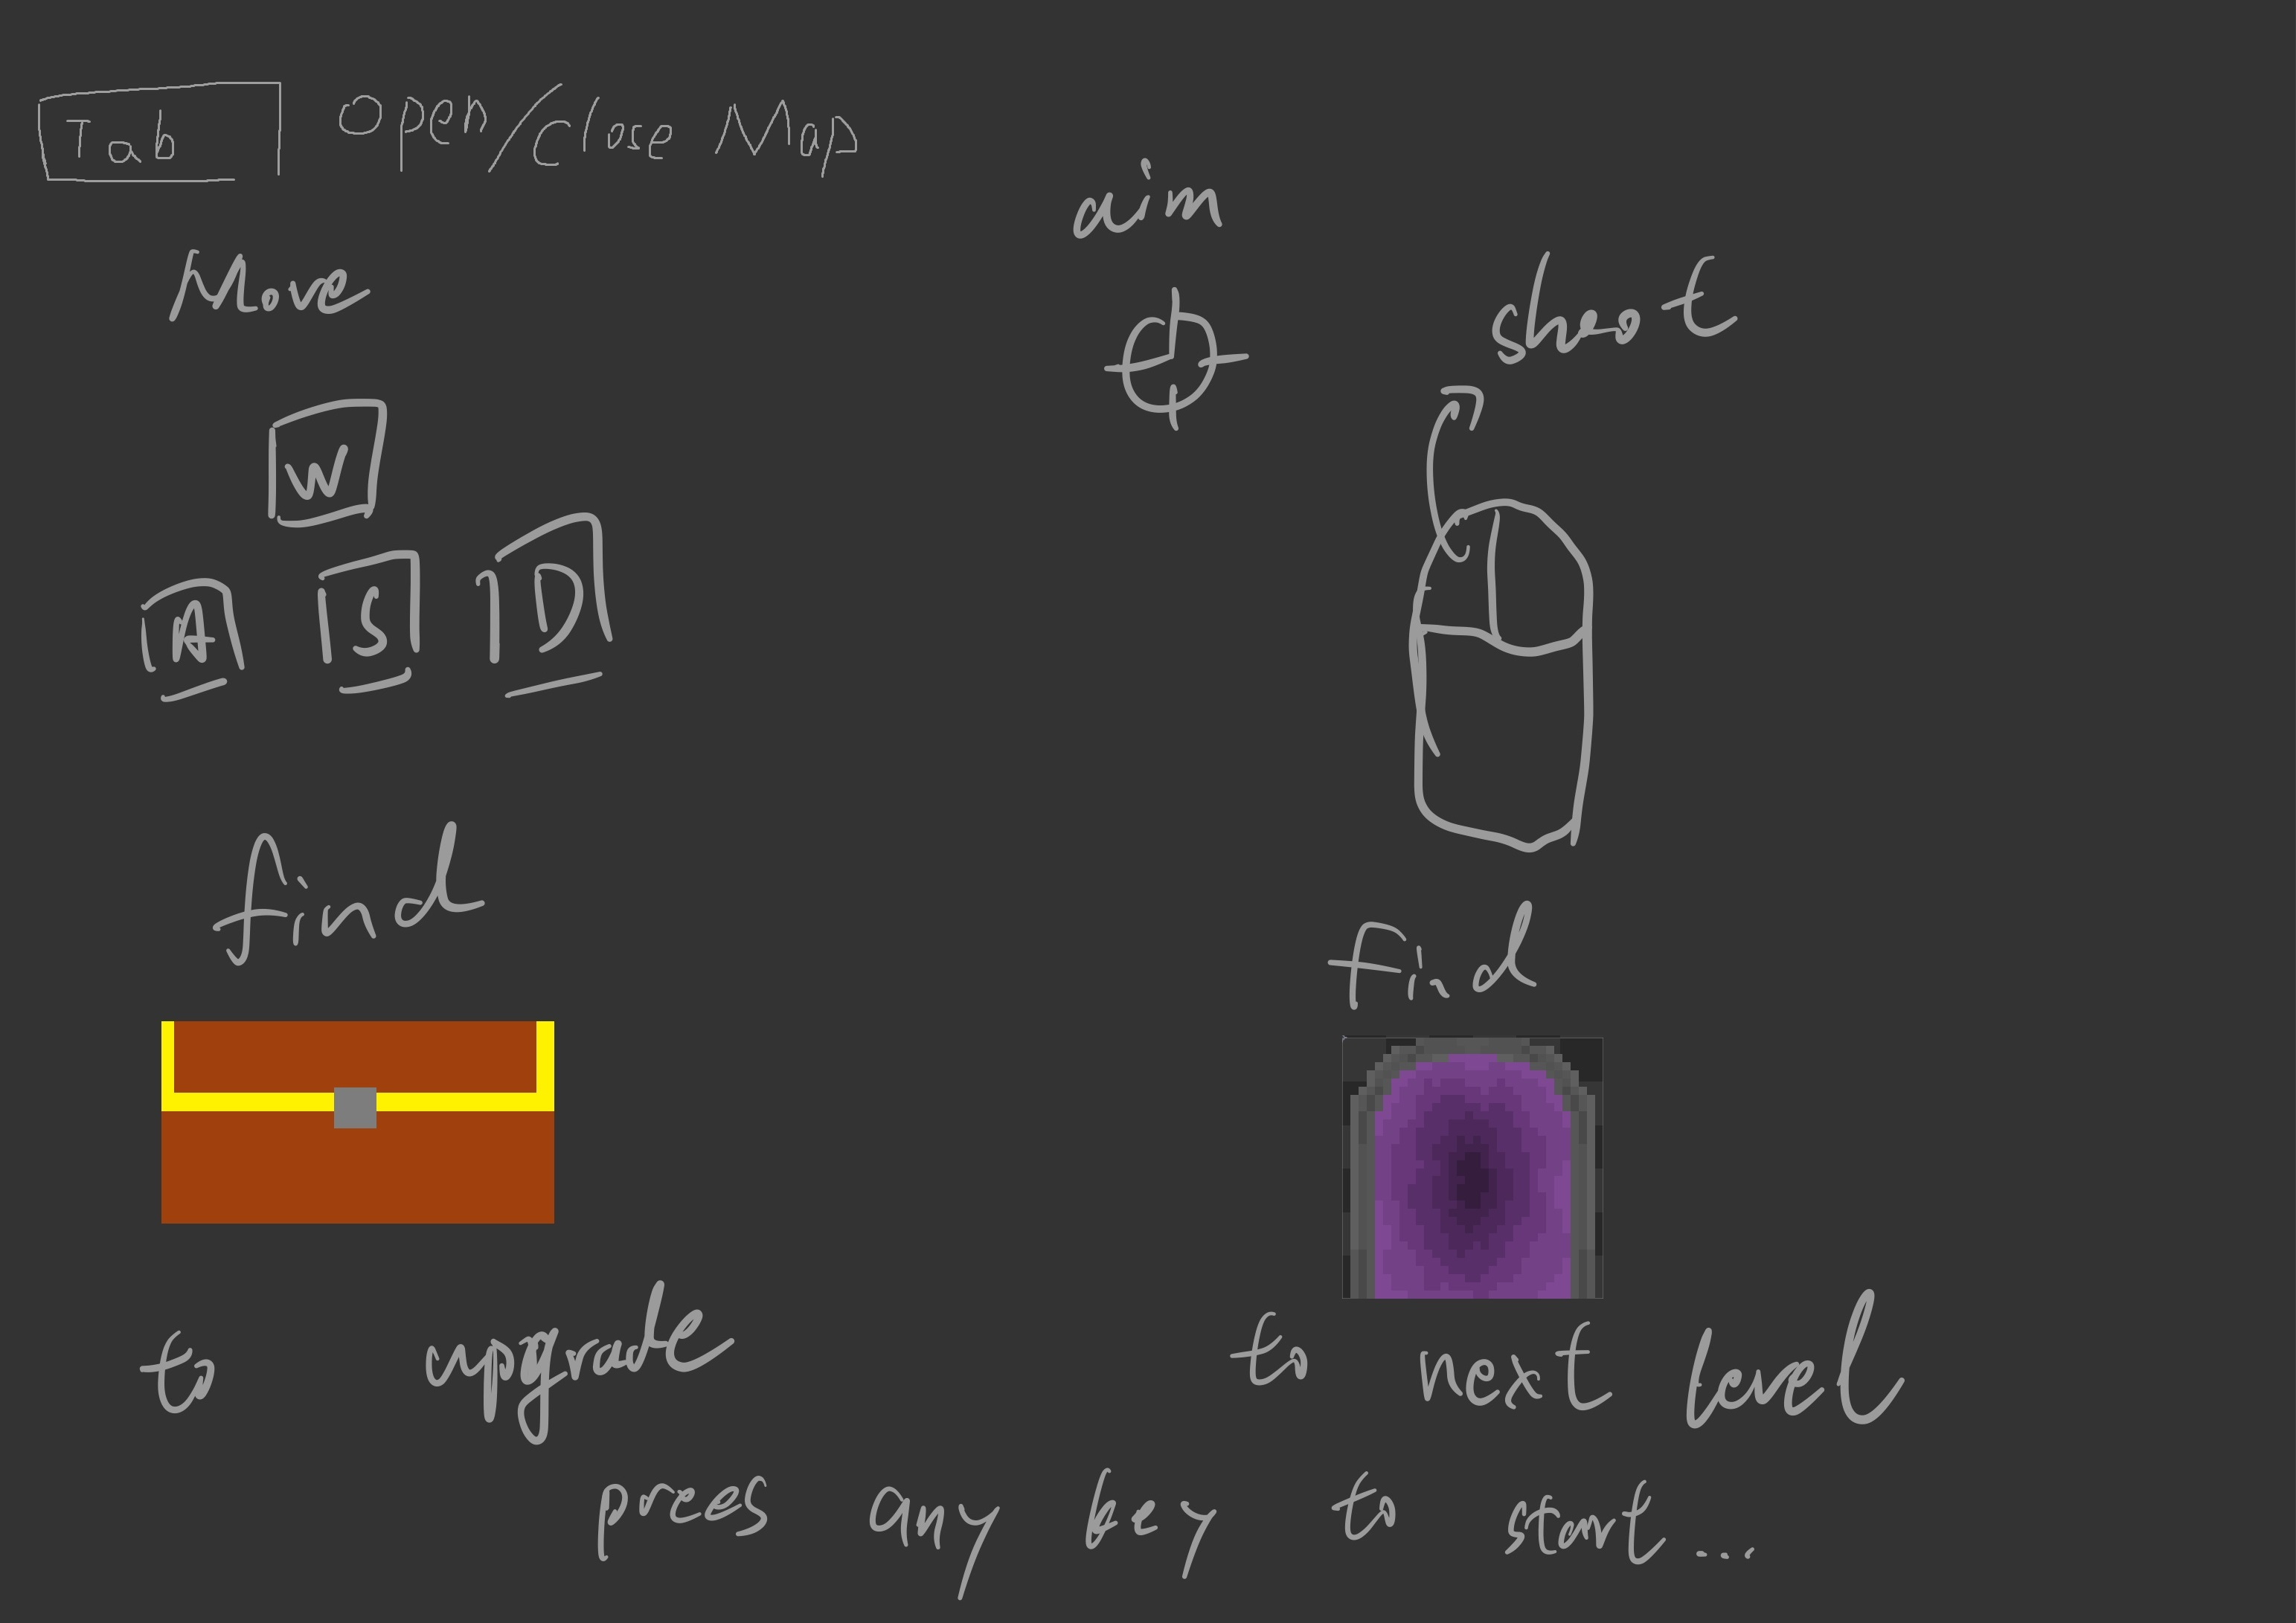 Tab Open/Close Map
aim
Move
shoot
W
A S D
find
Find
to upgrade
to next level
press any key to start...